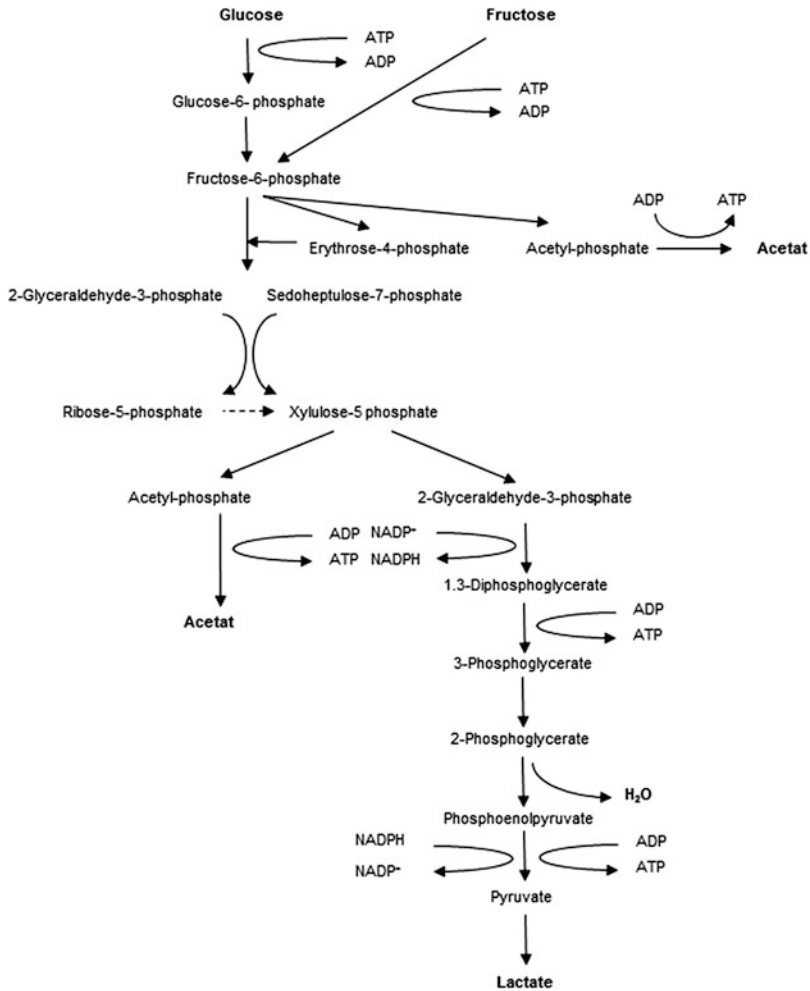 Glucose
Fructose
ATP
ADP
ATP
ADP
Glucose-6- phosphate
Fructose-6-phosphate
ADP
ATP
Erythrose-4-phosphate
Acetyl-phosphate
Acetat
2-Glyceraldehyde-3-phosphate
Sedoheptulose-7-phosphate
Ribose-5-phosphate
Xylulose-5 phosphate
Acetyl-phosphate
2-Glyceraldehyde-3-phosphate
ADP
NADP+
ATP
NADPH
1.3-Diphosphoglycerate
Acetat
ADP
ATP
3-Phosphoglycerate
2-Phosphoglycerate
H₂O
Phosphoenolpyruvate
NADPH
ADP
NADP+
ATP
Pyruvate
Lactate